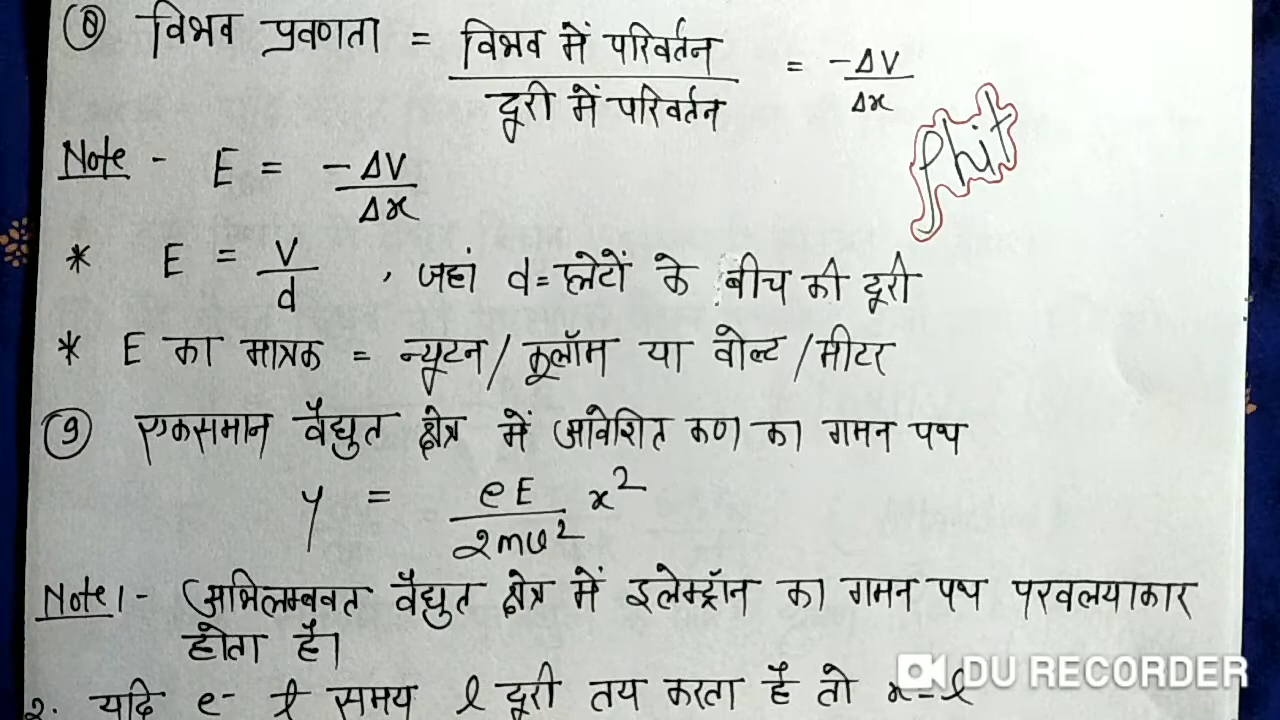 ⑧ विभव प्रवणता = विभव में परिवर्तन / दूरी में परिवर्तन = -ΔV / Δx
Phit
Note - E = -ΔV / Δx
* E = V / d , जहां d = प्लेटों के बीच की दूरी
* E का मात्रक = न्यूटन / कूलॉम या वोल्ट / मीटर
⑨ एकसमान वैद्युत क्षेत्र में आवेशित कण का गमन पथ
y = eE / 2mv² x²
Note 1- अभिलम्बवत वैद्युत क्षेत्र में इलेक्ट्रॉन का गमन पथ परवलयाकार
होता है।
2. यदि e- t समय l दूरी तय करता है तो x=l
DU RECORDER